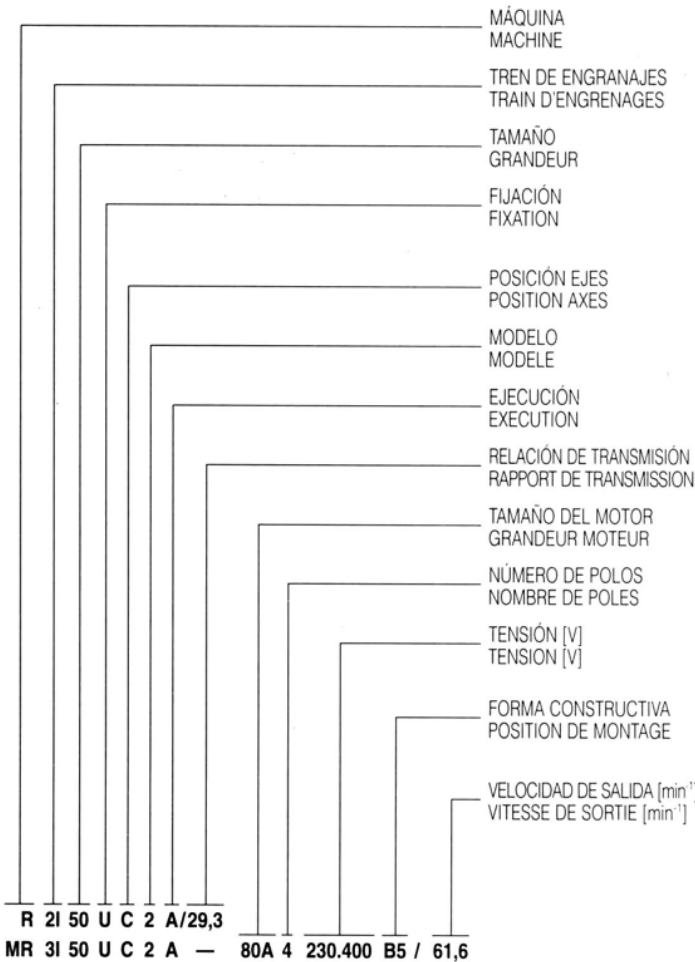 MÁQUINA
MACHINE
TREN DE ENGRANAJES
TRAIN D'ENGRENAGES
TAMAÑO
GRANDEUR
FIJACIÓN
FIXATION
POSICIÓN EJES
POSITION AXES
MODELO
MODELE
EJECUCIÓN
EXECUTION
RELACIÓN DE TRANSMISIÓN
RAPPORT DE TRANSMISSION
TAMAÑO DEL MOTOR
GRANDEUR MOTEUR
NÚMERO DE POLOS
NOMBRE DE POLES
TENSIÓN [V]
TENSION [V]
FORMA CONSTRUCTIVA
POSITION DE MONTAGE
VELOCIDAD DE SALIDA [min⁻¹]
VITESSE DE SORTIE [min⁻¹]
R 2I 50 U C 2 A/29,3
MR 3I 50 U C 2 A — 80A 4 230.400 B5 / 61,6